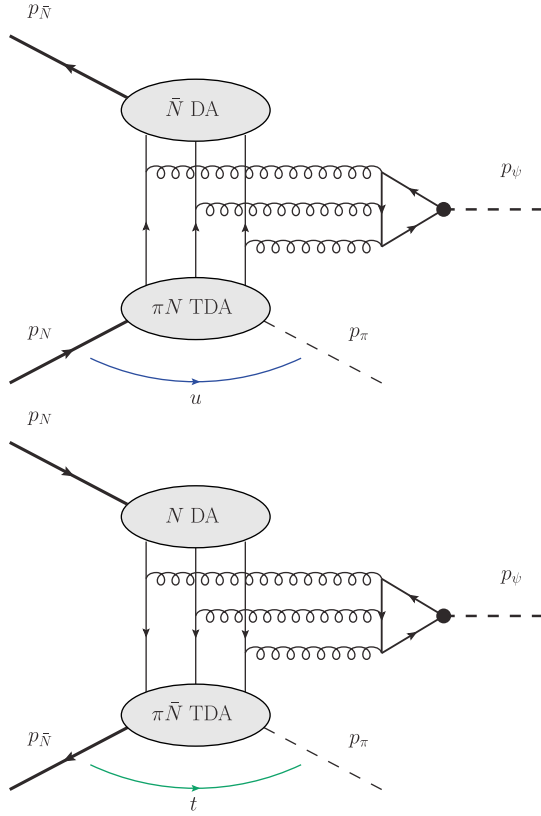 p_N̄
N̄ DA
p_ψ
πN TDA
p_N
p_π
u
p_N
N DA
p_ψ
πN̄ TDA
p_N̄
p_π
t